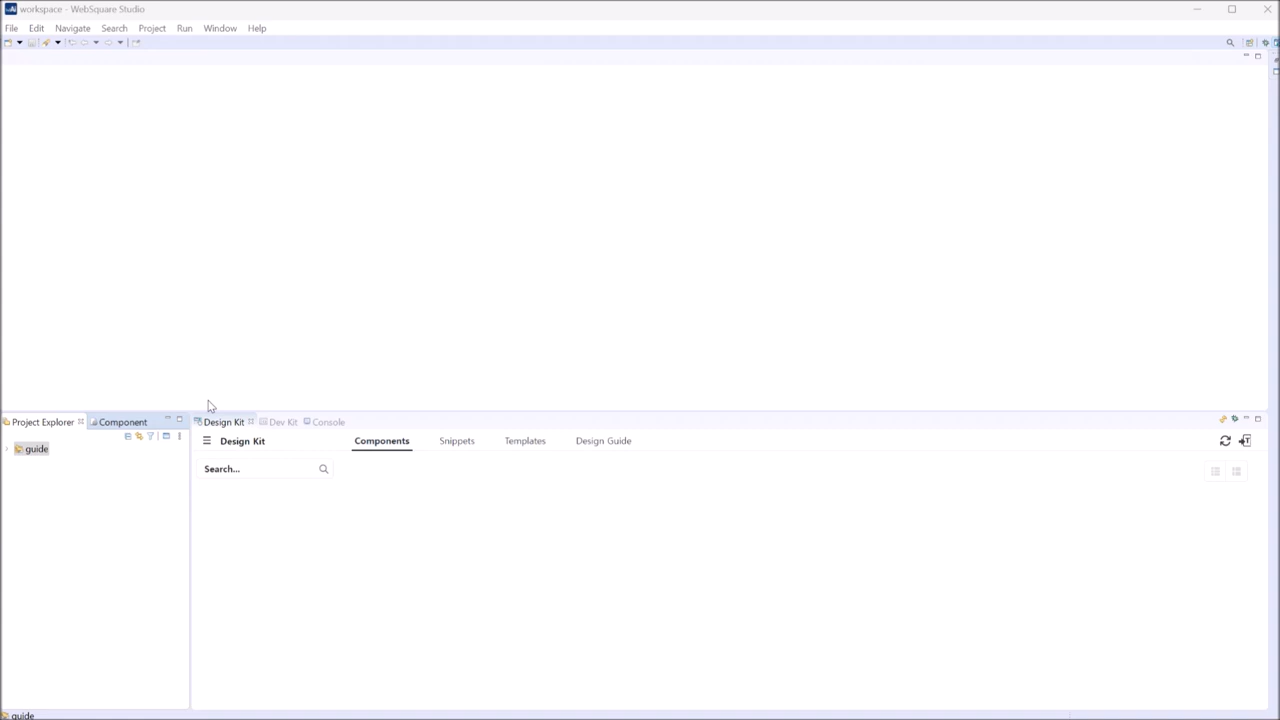 workspace - WebSquare Studio
File Edit Navigate Search Project Run Window Help
Project Explorer Component
guide
Design Kit Dev Kit Console
Design Kit Components Snippets Templates Design Guide
Search...
guide